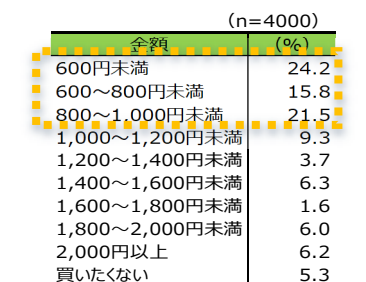 （n=4000）
金額 (%)
600円未満 24.2
600～800円未満 15.8
800～1,000円未満 21.5
1,000～1,200円未満 9.3
1,200～1,400円未満 3.7
1,400～1,600円未満 6.3
1,600～1,800円未満 1.6
1,800～2,000円未満 6.0
2,000円以上 6.2
買いたくない 5.3